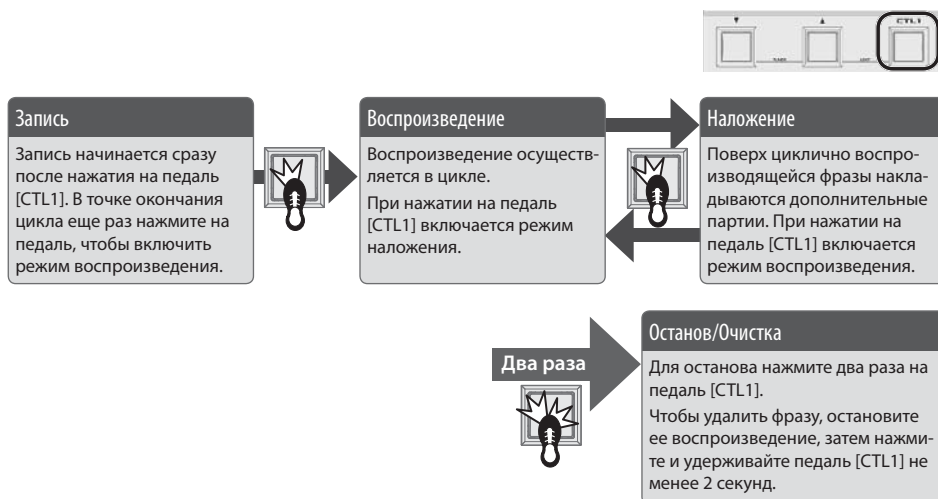 CTL1
Запись
Запись начинается сразу
после нажатия на педаль
[CTL1]. В точке окончания
цикла еще раз нажмите на
педаль, чтобы включить
режим воспроизведения.
Воспроизведение
Воспроизведение осуществ-
ляется в цикле.
При нажатии на педаль
[CTL1] включается режим
наложения.
Наложение
Поверх циклично воспро-
изводящейся фразы накла-
дываются дополнительные
партии. При нажатии на
педаль [CTL1] включается
режим воспроизведения.
Два раза
Останов/Очистка
Для останова нажмите два раза на
педаль [CTL1].
Чтобы удалить фразу, остановите
ее воспроизведение, затем нажми-
те и удерживайте педаль [CTL1] не
менее 2 секунд.